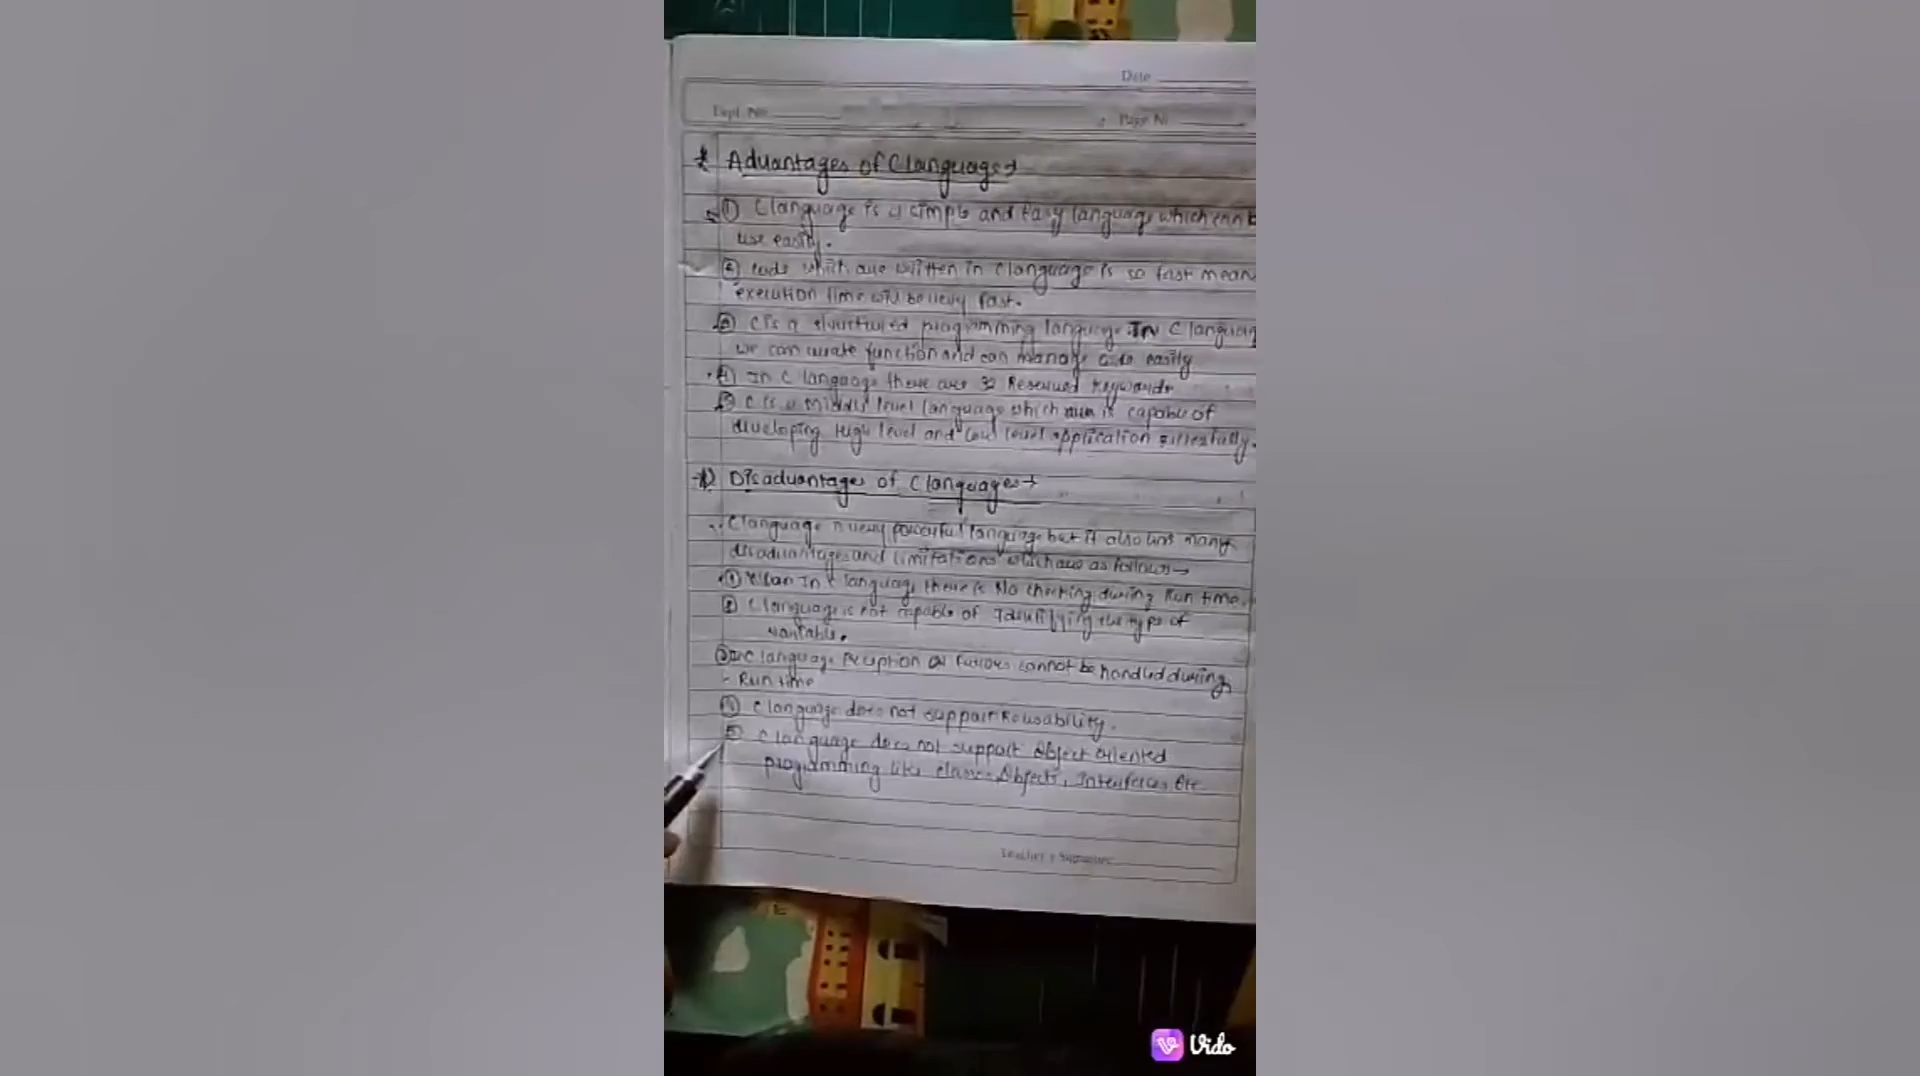 Date
Expt. No.
Page No
* Advantages of C language →
① C language is a simple and Easy language which can b
use easily.
② code which are written in C language is so fast mean
execution time will be very fast.
③ C is a structured programming language. In C languag
we can create function and can manage code easily
④ In C language there are 32 Reserved Keywords
⑤ C is a Middle level language which is capable of
developing High level and Low level application
Disadvantages of C language →
C language is very powerful language but it also has many
disadvantages and Limitations which are as follows →
① In C language there is No checking during Run time.
② C language is not capable of Identifying the type of
variable.
③ In C language Exception or cannot be handled during
Run time
④ C language does not support Reusability.
⑤ C language does not support Object oriented
programming like classes, Objects, Interfaces Etc
Teacher's Signature
Vido